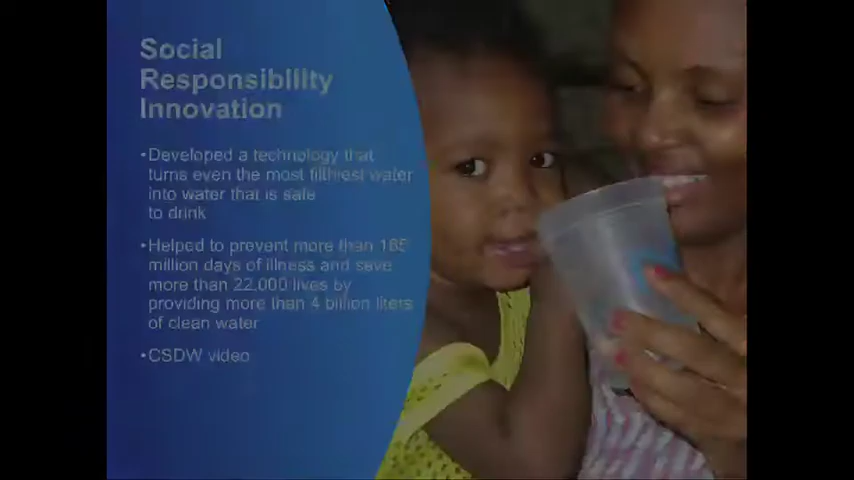 Social
Responsibility
Innovation
•Developed a technology that
turns even the most filthiest water
into water that is safe
to drink
•Helped to prevent more than 165
million days of illness and save
more than 22,000 lives by
providing more than 4 billion liters
of clean water
•CSDW video